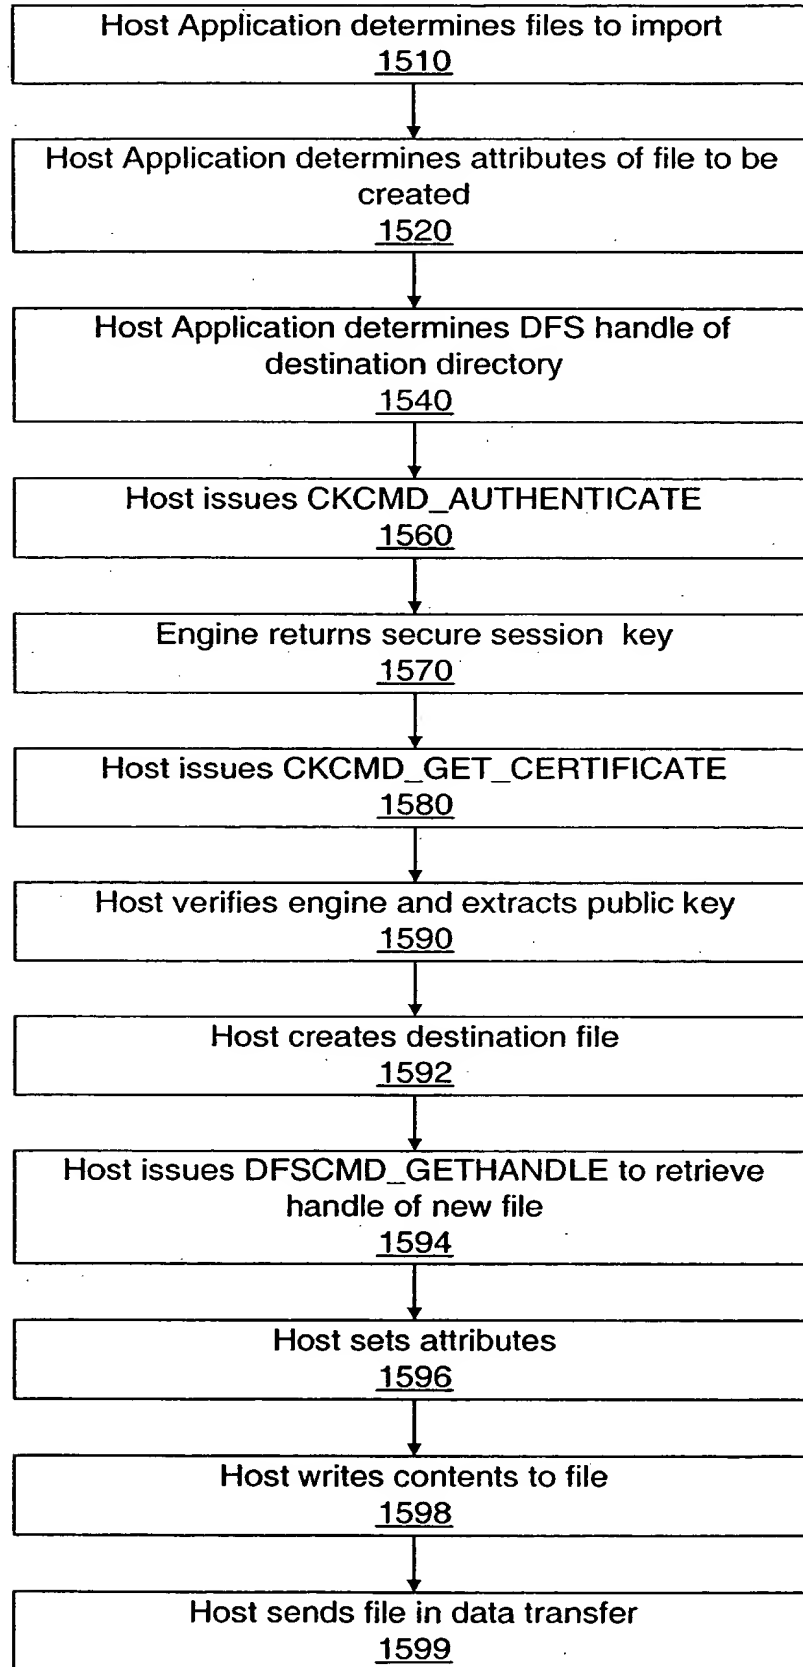 Host Application determines files to import
1510
Host Application determines attributes of file to be
created
1520
Host Application determines DFS handle of
destination directory
1540
Host issues CKCMD_AUTHENTICATE
1560
Engine returns secure session key
1570
Host issues CKCMD_GET_CERTIFICATE
1580
Host verifies engine and extracts public key
1590
Host creates destination file
1592
Host issues DFSCMD_GETHANDLE to retrieve
handle of new file
1594
Host sets attributes
1596
Host writes contents to file
1598
Host sends file in data transfer
1599